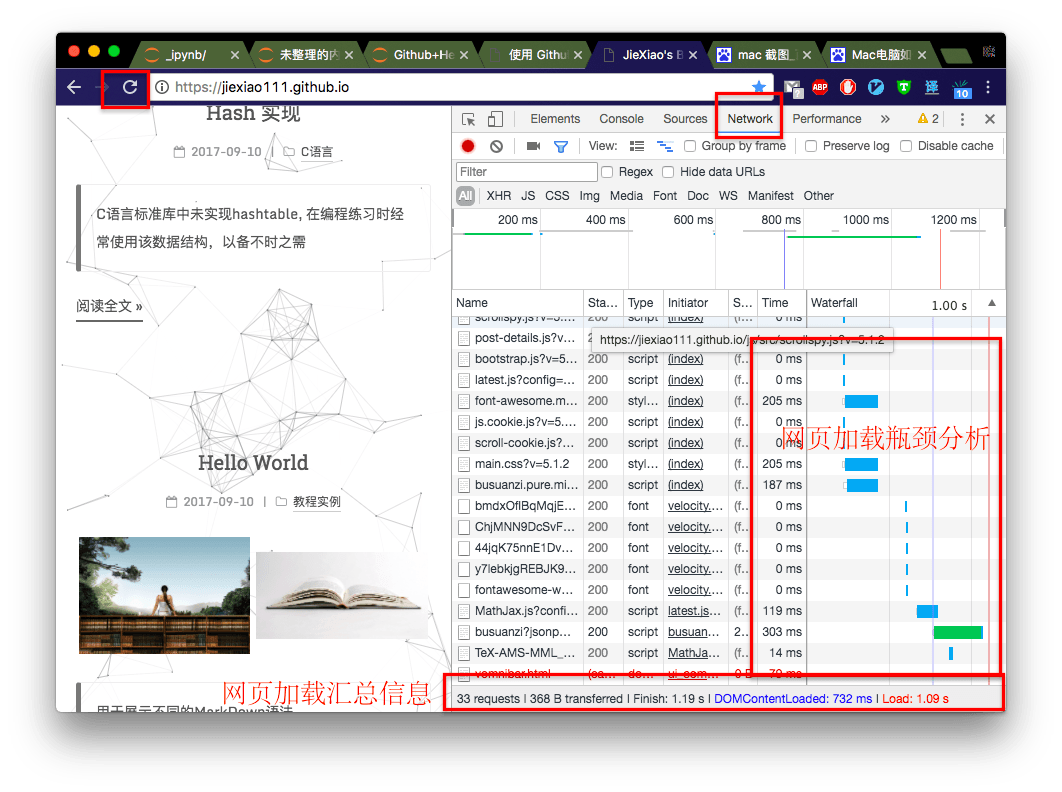 _ipynb/
未整理的内
Github+He
使用 Githu
JieXiao's B
mac 截图_
Mac电脑如
https://jiexiao111.github.io
ABP
译
10
Hash 实现
2017-09-10 | C语言
C语言标准库中未实现hashtable, 在编程练习时经
常使用该数据结构，以备不时之需
阅读全文 »
Hello World
2017-09-10 | 教程实例
用于展示不同的MarkDown语法
网页加载汇总信息
Elements Console Sources Network Performance » 2
View: Group by frame Preserve log Disable cache
Filter Regex Hide data URLs
All XHR JS CSS Img Media Font Doc WS Manifest Other
200 ms 400 ms 600 ms 800 ms 1000 ms 1200 ms
Name Sta... Type Initiator S... Time Waterfall 1.00 s
scrollspy.js?v=5.... 200 script (index) (f... 0 ms
post-details.js?v... 200
https://jiexiao111.github.io/js/src/scrollspy.js?v=5.1.2
bootstrap.js?v=5... 200 script (index) (f... 0 ms
latest.js?config=... 200 script (index) (f... 0 ms
font-awesome.m... 200 styl... (index) (f... 205 ms
js.cookie.js?v=5.... 200 script (index) (f... 0 ms
网页加载瓶颈分析
scroll-cookie.js?... 200 script (index) (f... 0 ms
main.css?v=5.1.2 200 styl... (index) (f... 205 ms
busuanzi.pure.mi... 200 script (index) (f... 187 ms
bmdxOflBqMqjE... 200 font velocity.... (f... 0 ms
ChjMNN9DcSvF... 200 font velocity.... (f... 0 ms
44jqK75nnE1Dv... 200 font velocity.... (f... 0 ms
y7lebkjgREBJK9... 200 font velocity.... (f... 0 ms
fontawesome-w... 200 font velocity.... (f... 0 ms
MathJax.js?confi... 200 script latest.js... (f... 119 ms
busuanzi?jsonp... 200 script busuan... 2... 303 ms
TeX-AMS-MML_... 200 script MathJa... (f... 14 ms
vomnibar.html (ca... do... ui_com... 0 B 79 ms
33 requests | 368 B transferred | Finish: 1.19 s | DOMContentLoaded: 732 ms | Load: 1.09 s